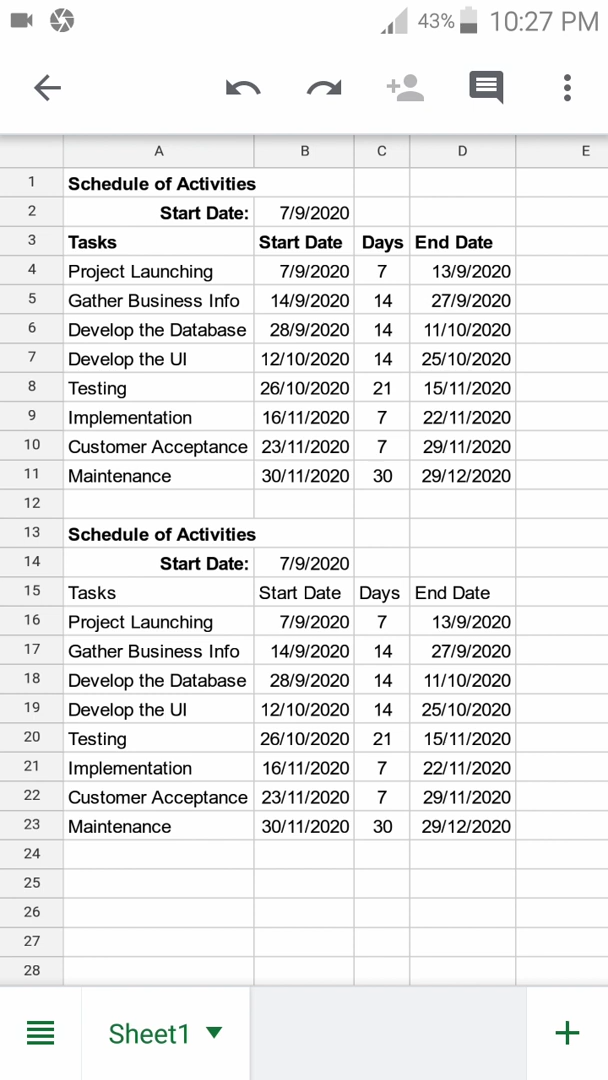 43% 10:27 PM
A B C D E
1 Schedule of Activities
2 Start Date: 7/9/2020
3 Tasks Start Date Days End Date
4 Project Launching 7/9/2020 7 13/9/2020
5 Gather Business Info 14/9/2020 14 27/9/2020
6 Develop the Database 28/9/2020 14 11/10/2020
7 Develop the UI 12/10/2020 14 25/10/2020
8 Testing 26/10/2020 21 15/11/2020
9 Implementation 16/11/2020 7 22/11/2020
10 Customer Acceptance 23/11/2020 7 29/11/2020
11 Maintenance 30/11/2020 30 29/12/2020
12
13 Schedule of Activities
14 Start Date: 7/9/2020
15 Tasks Start Date Days End Date
16 Project Launching 7/9/2020 7 13/9/2020
17 Gather Business Info 14/9/2020 14 27/9/2020
18 Develop the Database 28/9/2020 14 11/10/2020
19 Develop the UI 12/10/2020 14 25/10/2020
20 Testing 26/10/2020 21 15/11/2020
21 Implementation 16/11/2020 7 22/11/2020
22 Customer Acceptance 23/11/2020 7 29/11/2020
23 Maintenance 30/11/2020 30 29/12/2020
24
25
26
27
28
Sheet1